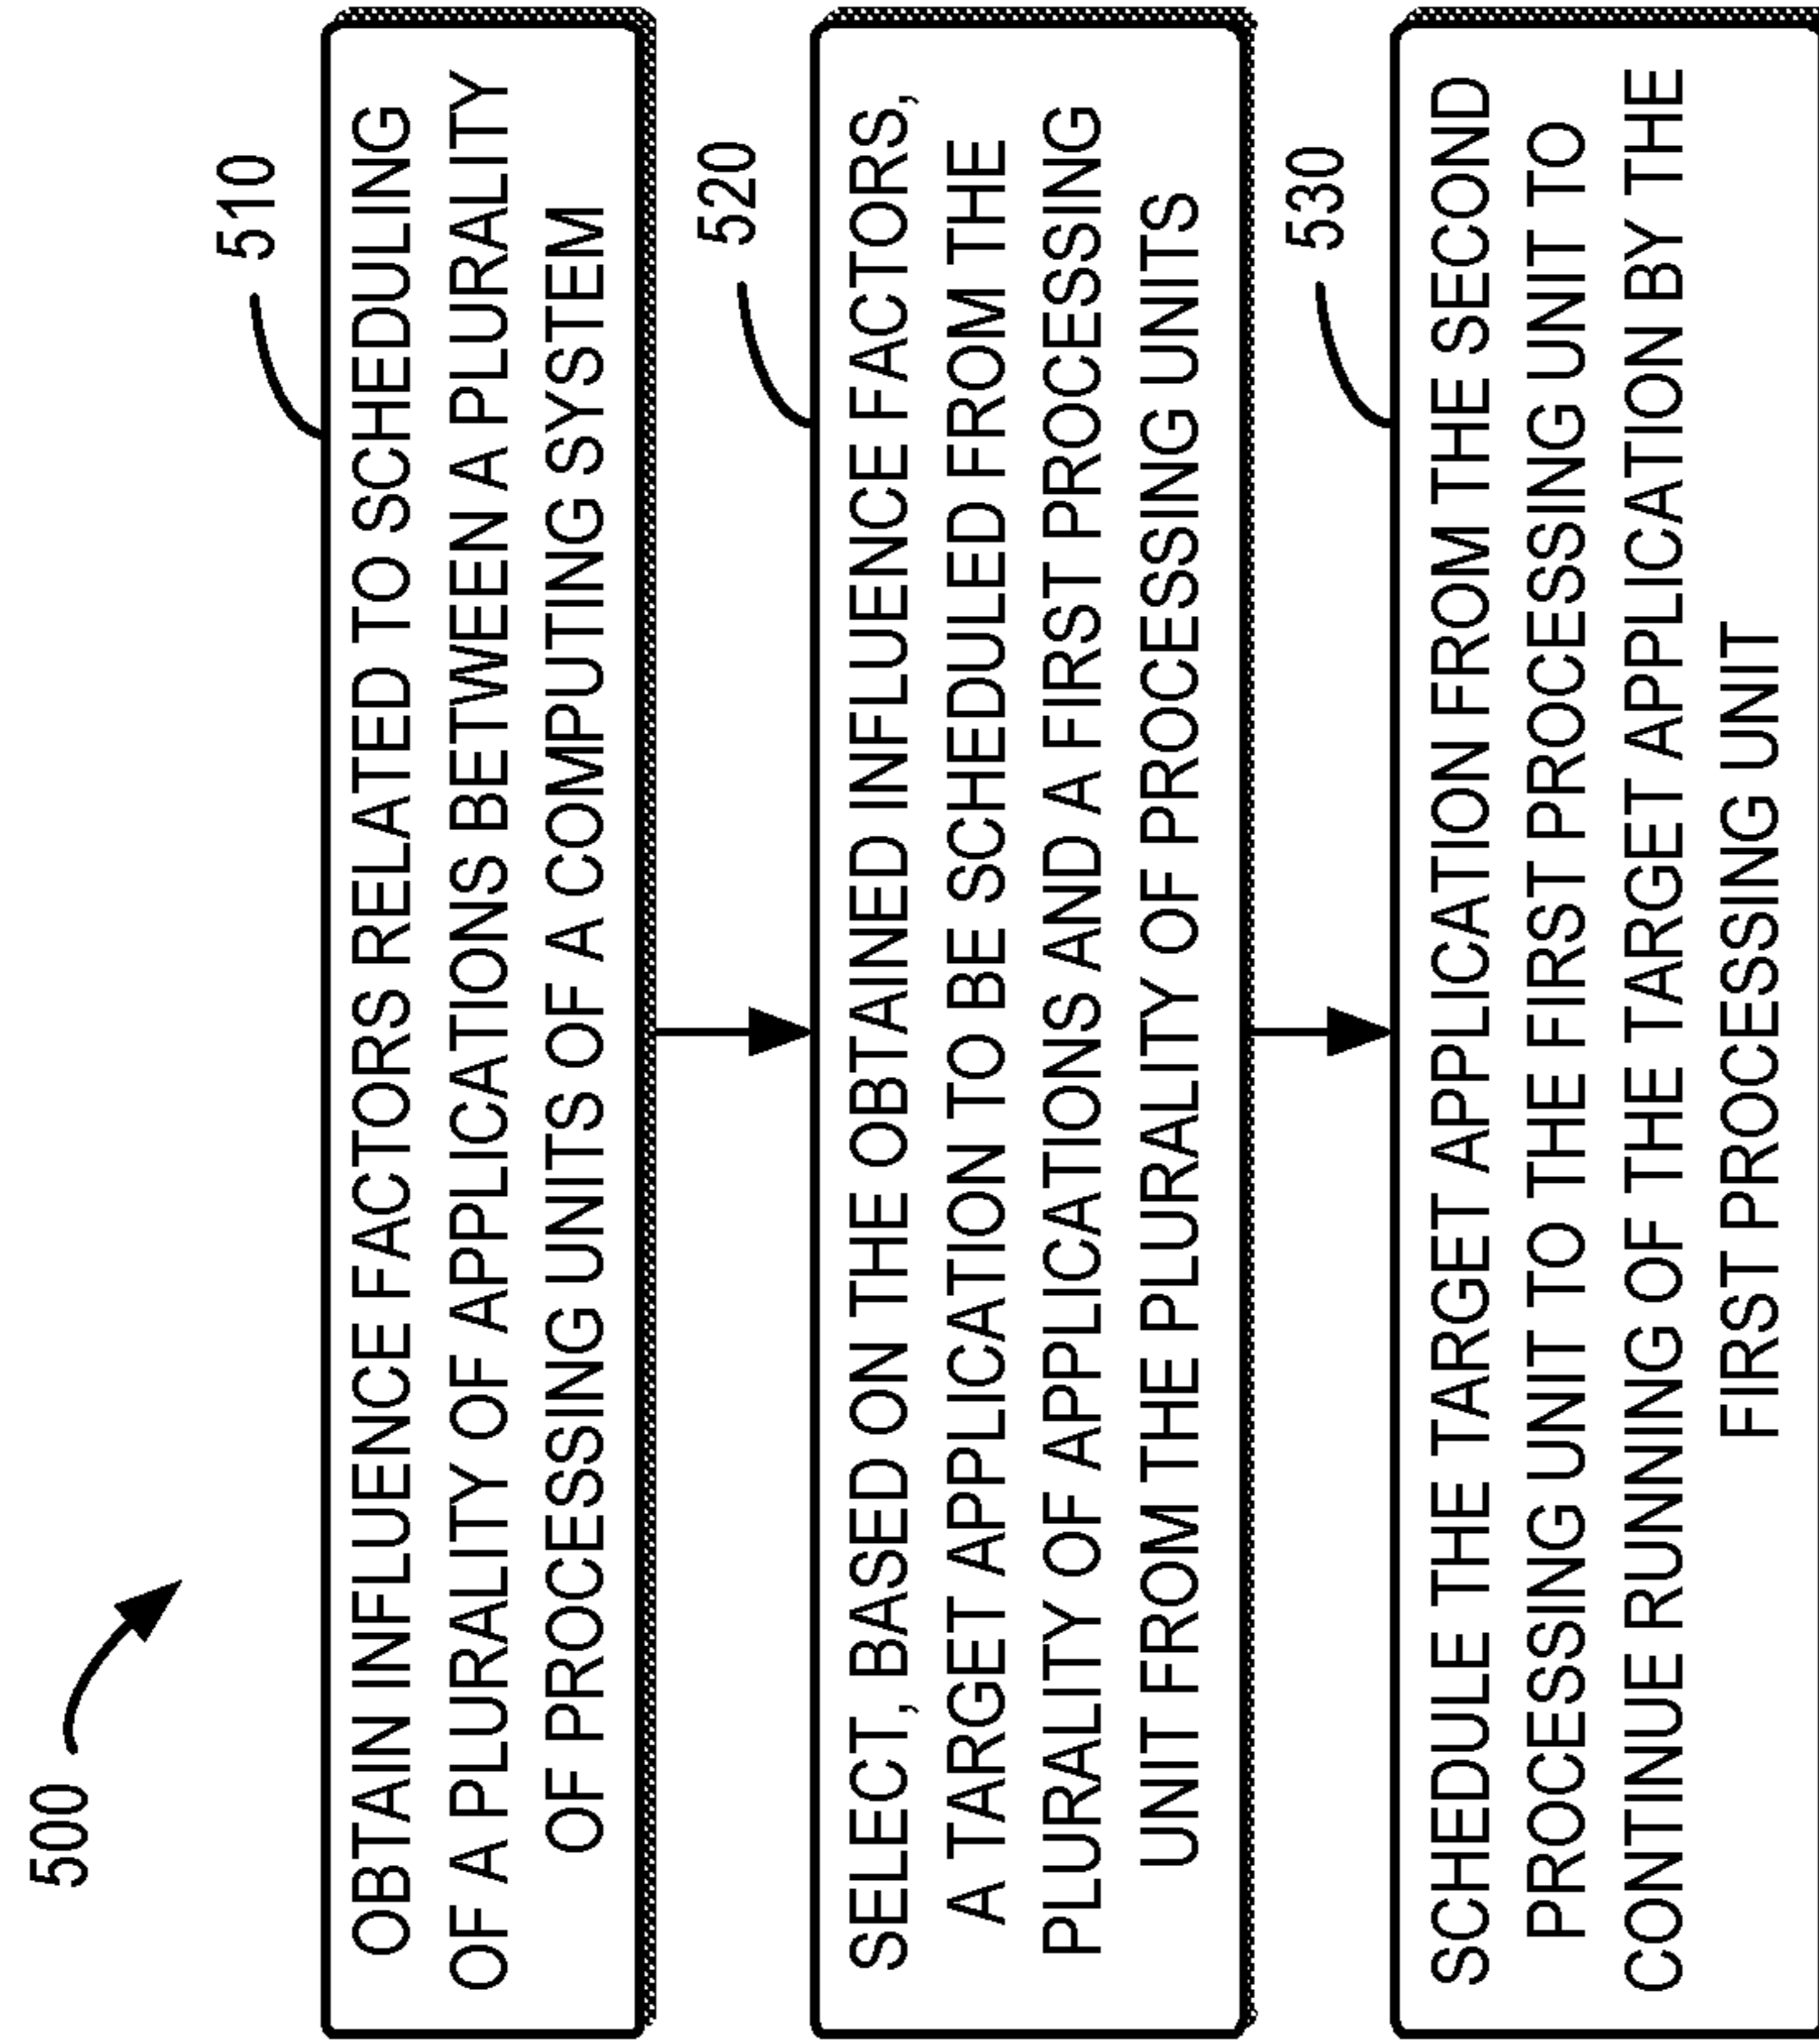 500
510
OBTAIN INFLUENCE FACTORS RELATED TO SCHEDULING
OF A PLURALITY OF APPLICATIONS BETWEEN A PLURALITY
OF PROCESSING UNITS OF A COMPUTING SYSTEM
520
SELECT, BASED ON THE OBTAINED INFLUENCE FACTORS,
A TARGET APPLICATION TO BE SCHEDULED FROM THE
PLURALITY OF APPLICATIONS AND A FIRST PROCESSING
UNIT FROM THE PLURALITY OF PROCESSING UNITS
530
SCHEDULE THE TARGET APPLICATION FROM THE SECOND
PROCESSING UNIT TO THE FIRST PROCESSING UNIT TO
CONTINUE RUNNING OF THE TARGET APPLICATION BY THE
FIRST PROCESSING UNIT